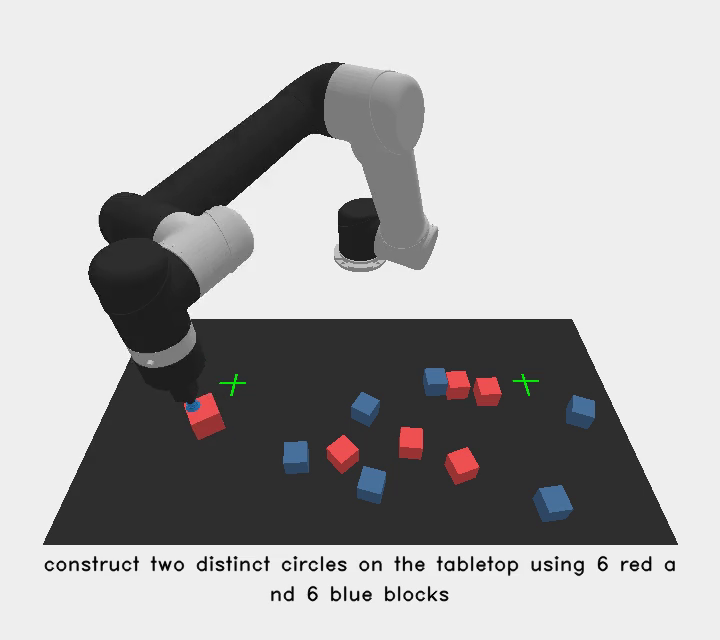 construct two distinct circles on the tabletop using 6 red a
nd 6 blue blocks